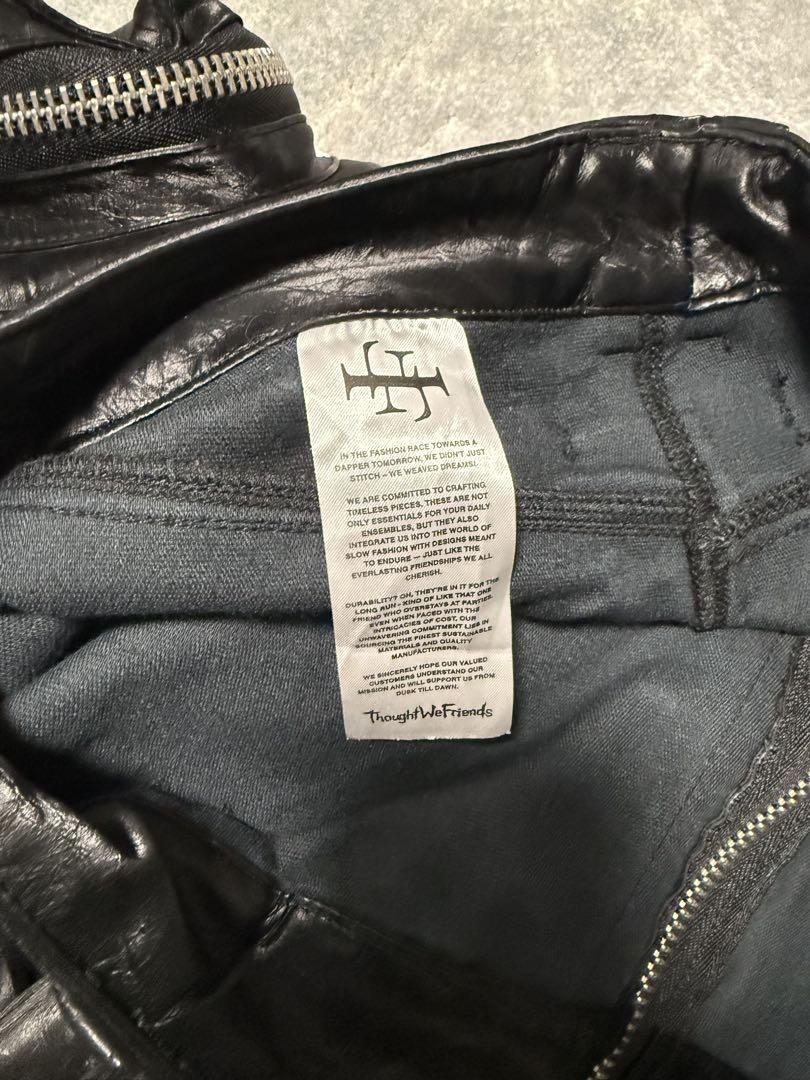 IN THE FASHION RACE TOWARDS A
DAPPER TOMORROW, WE DIDN'T JUST
STITCH – WE WEAVED DREAMS!
WE ARE COMMITTED TO CRAFTING
TIMELESS PIECES, THESE ARE NOT
ONLY ESSENTIALS FOR YOUR DAILY
ENSEMBLES, BUT THEY ALSO
INTEGRATE US INTO THE WORLD OF
SLOW FASHION WITH DESIGNS MEANT
TO ENDURE – JUST LIKE THE
EVERLASTING FRIENDSHIPS WE ALL
CHERISH.
DURABILITY? OH, THEY'RE IN IT FOR THE
LONG RUN - KIND OF LIKE THAT ONE
FRIEND WHO OVERSTAYS AT PARTIES.
EVEN WHEN FACED WITH THE
INTRICACIES OF COST, OUR
UNWAVERING COMMITMENT LIES IN
SOURCING THE FINEST SUSTAINABLE
MATERIALS AND QUALITY
MANUFACTURERS.
WE SINCERELY HOPE OUR VALUED
CUSTOMERS UNDERSTAND OUR
MISSION AND WILL SUPPORT US FROM
DUSK TILL DAWN.
ThoughtWeFriends